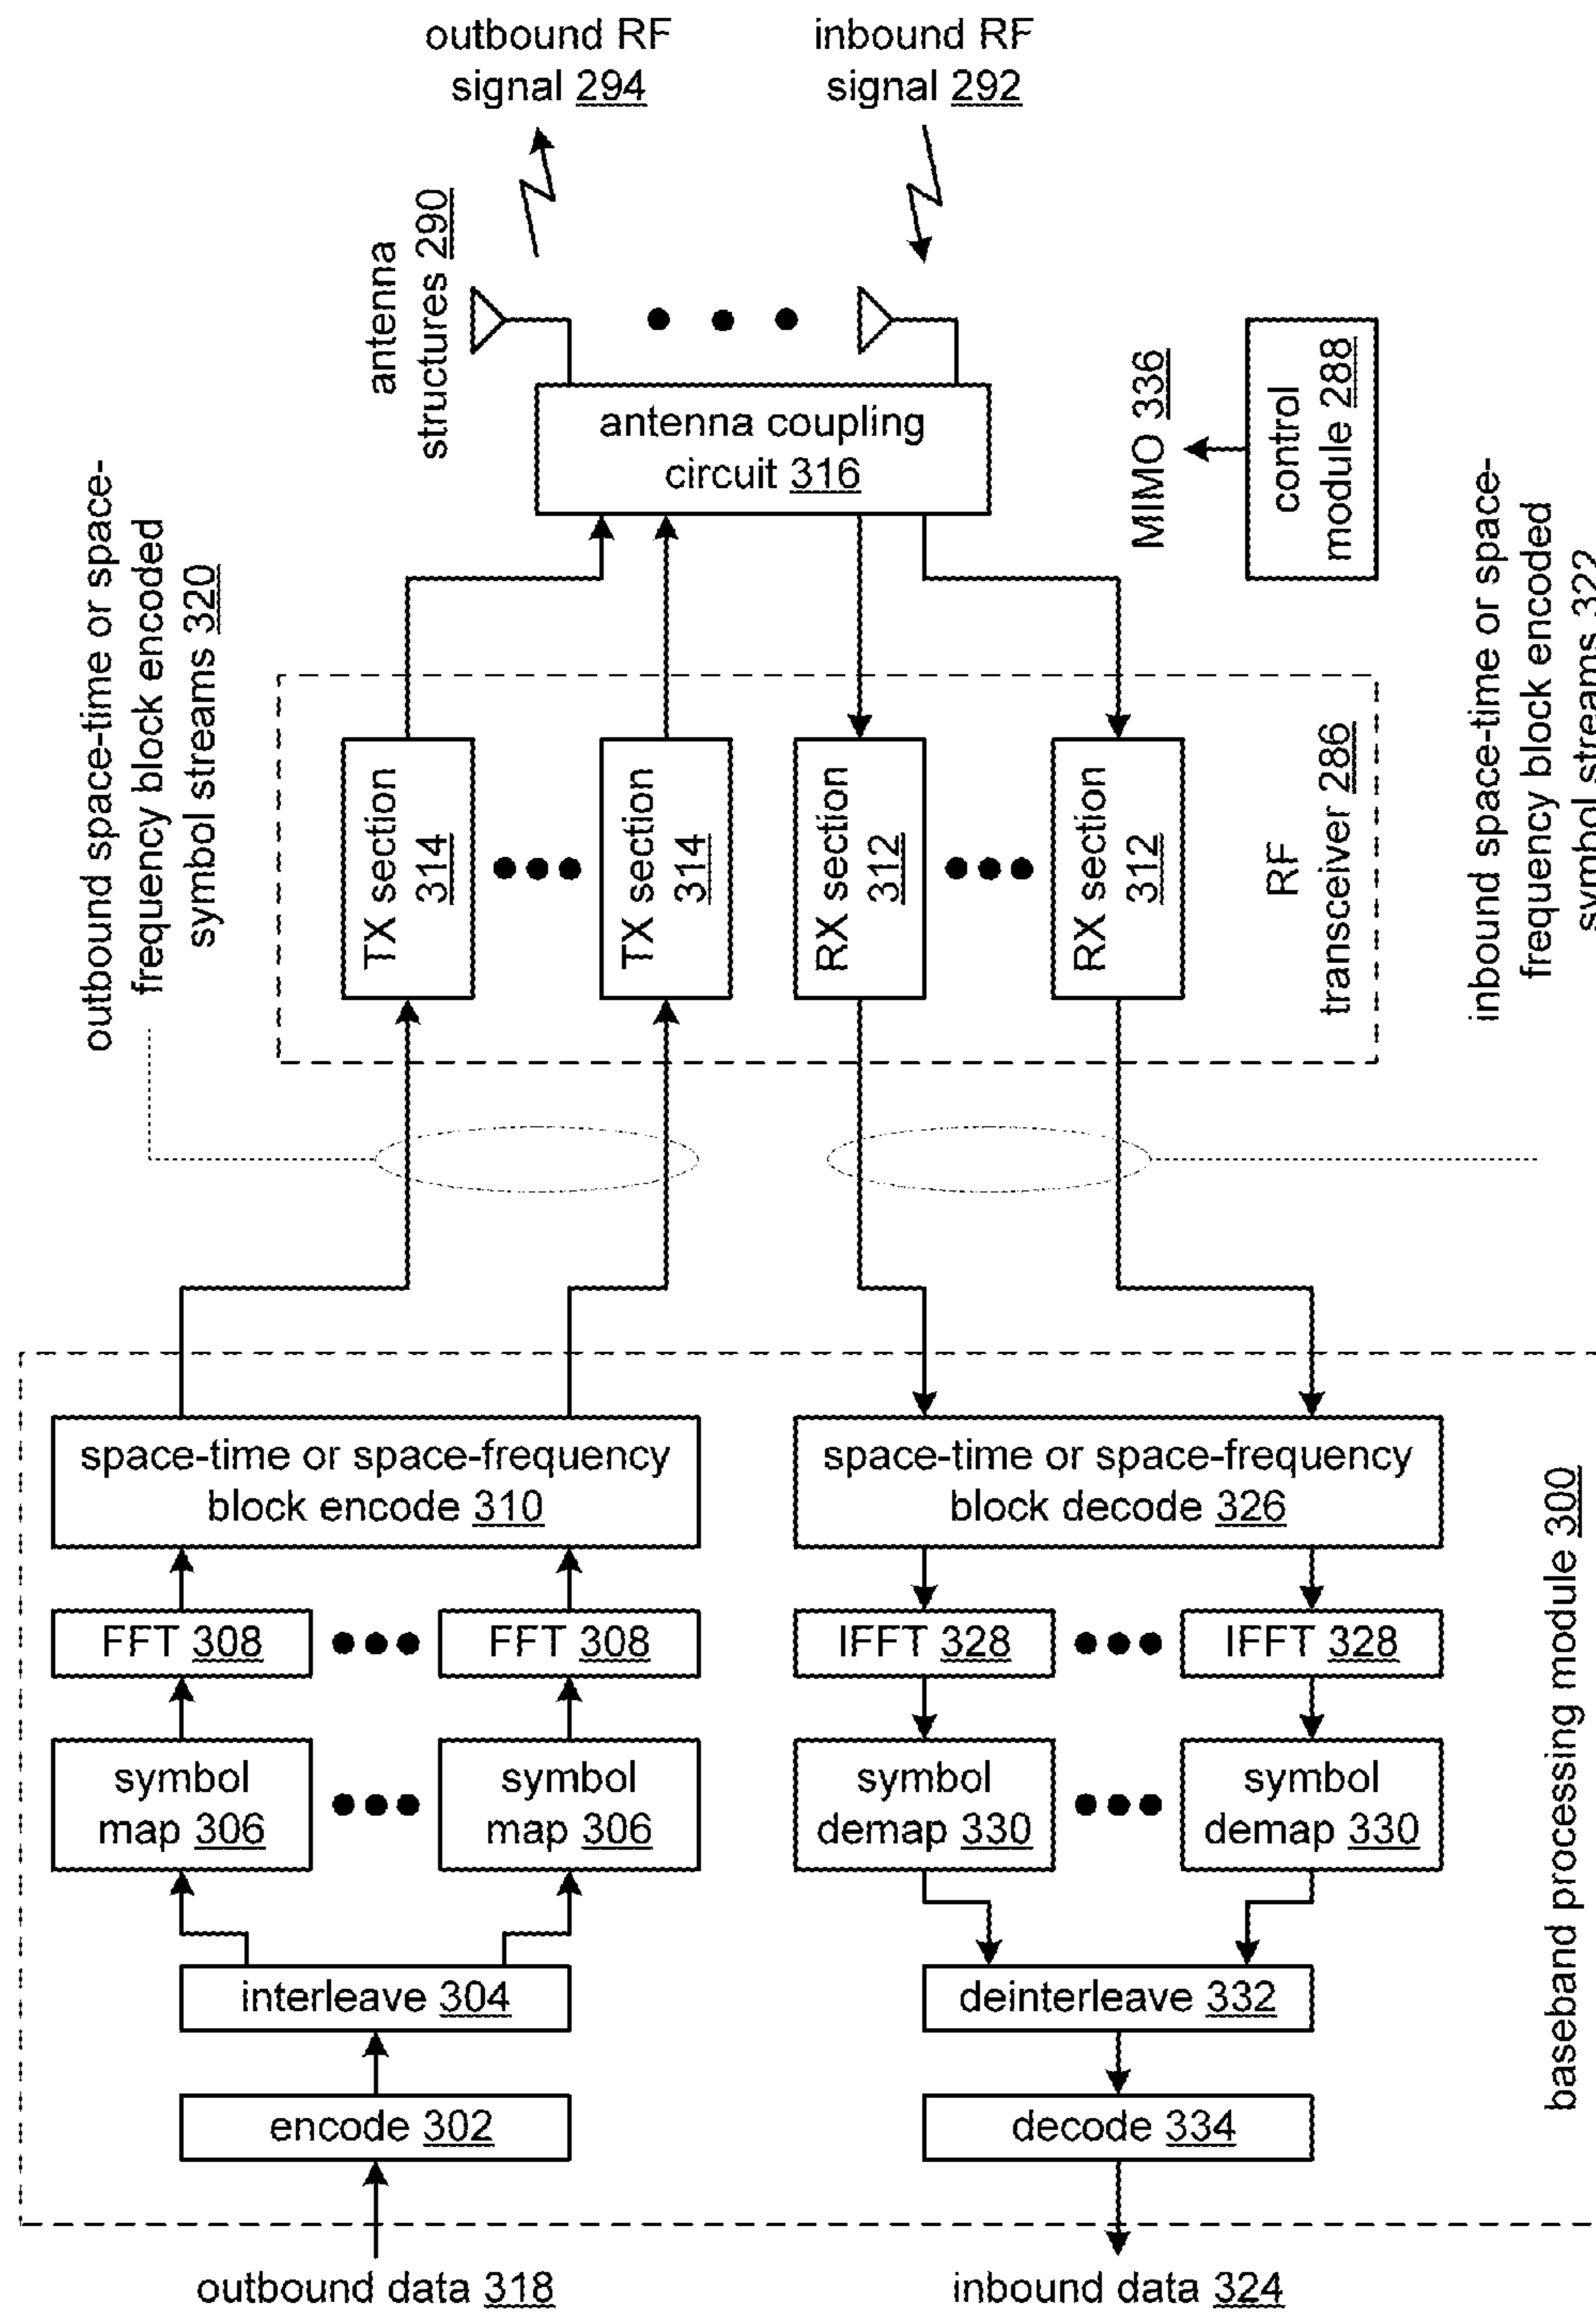 outbound RF
signal 294
inbound RF
signal 292
antenna
structures 290
antenna coupling
circuit 316
MIMO 336
control
module 288
outbound space-time or space-
frequency block encoded
symbol streams 320
inbound space-time or space-
frequency block encoded
symbol streams 322
TX section
314
TX section
314
RX section
312
RX section
312
RF
transceiver 286
space-time or space-frequency
block encode 310
space-time or space-frequency
block decode 326
FFT 308
FFT 308
IFFT 328
IFFT 328
symbol
map 306
symbol
map 306
symbol
demap 330
symbol
demap 330
interleave 304
deinterleave 332
encode 302
decode 334
baseband processing module 300
outbound data 318
inbound data 324